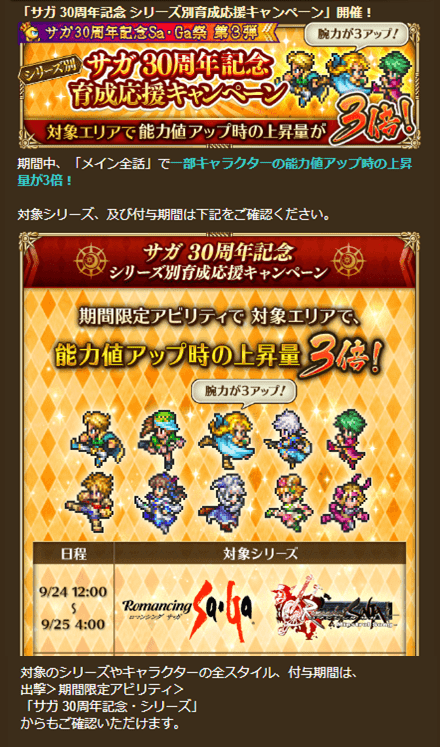 「サガ 30周年記念 シリーズ別育成応援キャンペーン」開催！
サガ30周年記念Sa・Ga祭 第3弾
腕力が3アップ!
シリーズ別
サガ 30周年記念
育成応援キャンペーン
対象エリアで 能力値アップ時の上昇量が 3倍!
期間中、「メイン全話」で一部キャラクターの能力値アップ時の上昇
量が3倍！
対象シリーズ、及び付与期間は下記をご確認ください。
サガ 30周年記念
シリーズ別育成応援キャンペーン
期間限定アビリティで 対象エリアで、
能力値アップ時の上昇量 3倍!
腕力が3アップ!
日程 対象シリーズ
9/24 12:00
～
9/25 4:00
Romancing Sa・Ga
ロマンシング サガ
対象のシリーズやキャラクターの全スタイル、付与期間は、
出撃＞期間限定アビリティ＞
「サガ 30周年記念・シリーズ」
からもご確認いただけます。